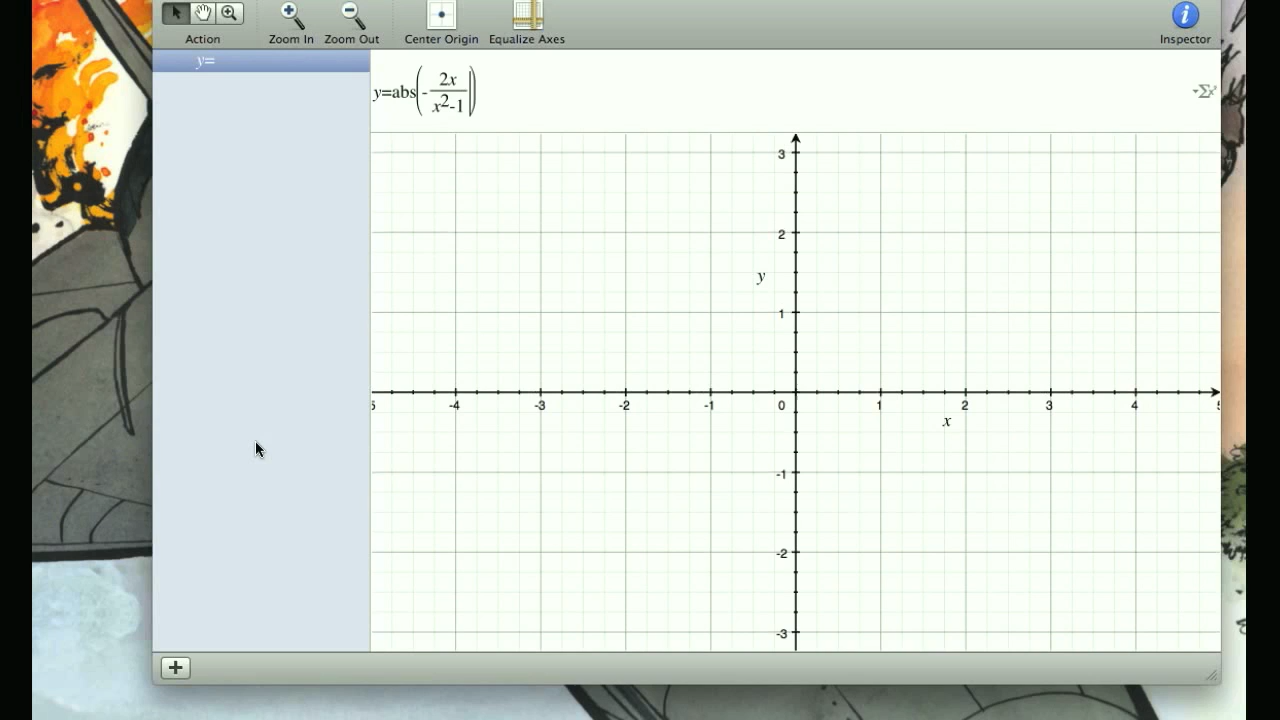 Action Zoom In Zoom Out Center Origin Equalize Axes Inspector
y=
y=abs(-2x/x²-1)
3
2
y
1
-4 -3 -2 -1 0 1 2 3 4 5
x
-1
-2
-3